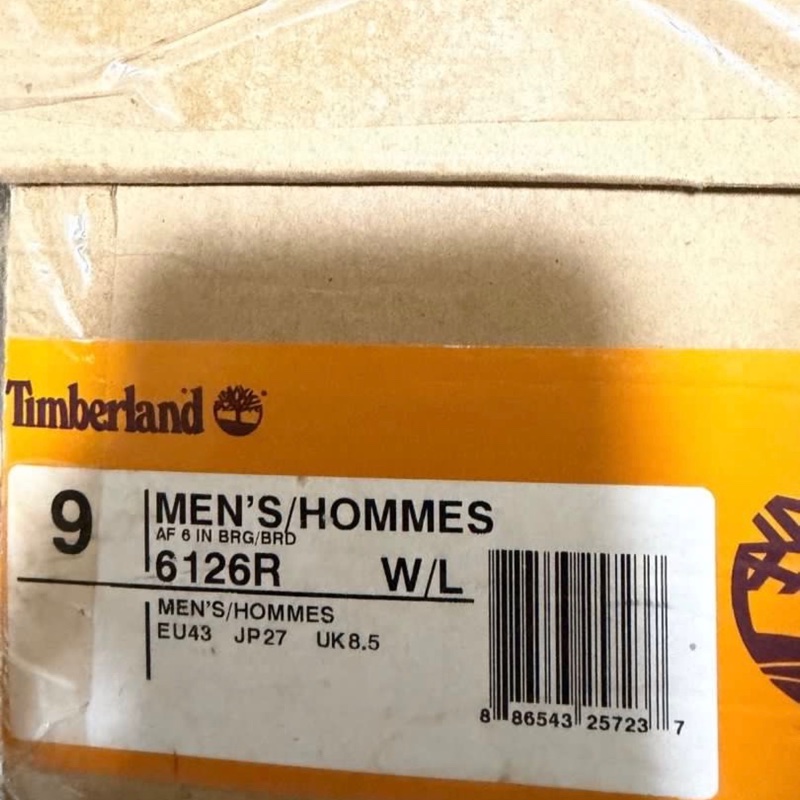 Timberland
9
MEN'S/HOMMES
AF 6 IN BRG/BRD
6126R W/L
MEN'S/HOMMES
EU43 JP27 UK8.5
8 86543 25723 7